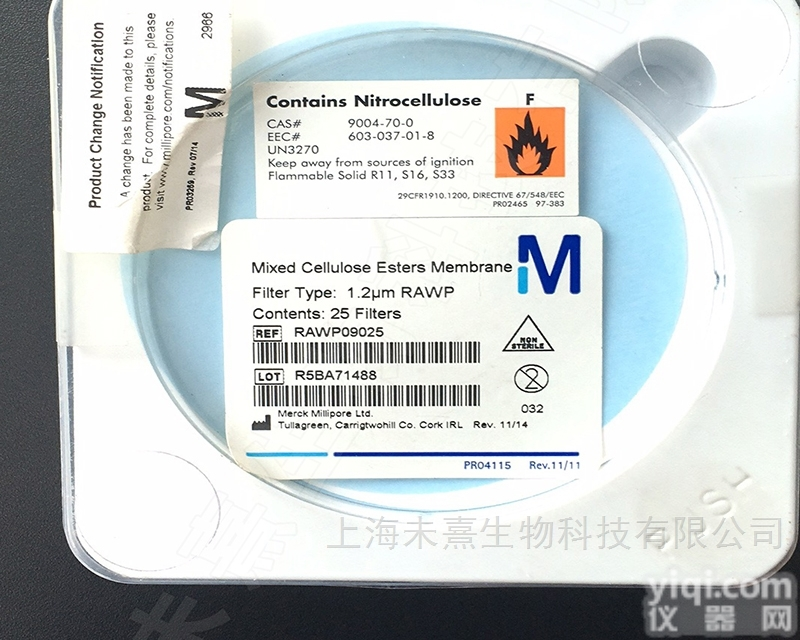 Product Change Notification
A change has been made to this
product. For complete details, please
visit www.millipore.com/notifications
PR03269, Rev 07/14
M
2966
Contains Nitrocellulose
F
CAS# 9004-70-0
EEC# 603-037-01-8
UN3270
Keep away from sources of ignition
Flammable Solid R11, S16, S33
29CFR1910.1200, DIRECTIVE 67/548/EEC
PR02465 97-383
M
Mixed Cellulose Esters Membrane
Filter Type: 1.2µm RAWP
Contents: 25 Filters
REF RAWP09025
NON
STERILE
LOT R5BA71488
2
032
Merck Millipore Ltd.
Tullagreen, Carrigtwohill Co. Cork IRL Rev. 11/14
PR04115 Rev.11/11
上海未熹生物科技有限公司
yiqi.com
仪器网